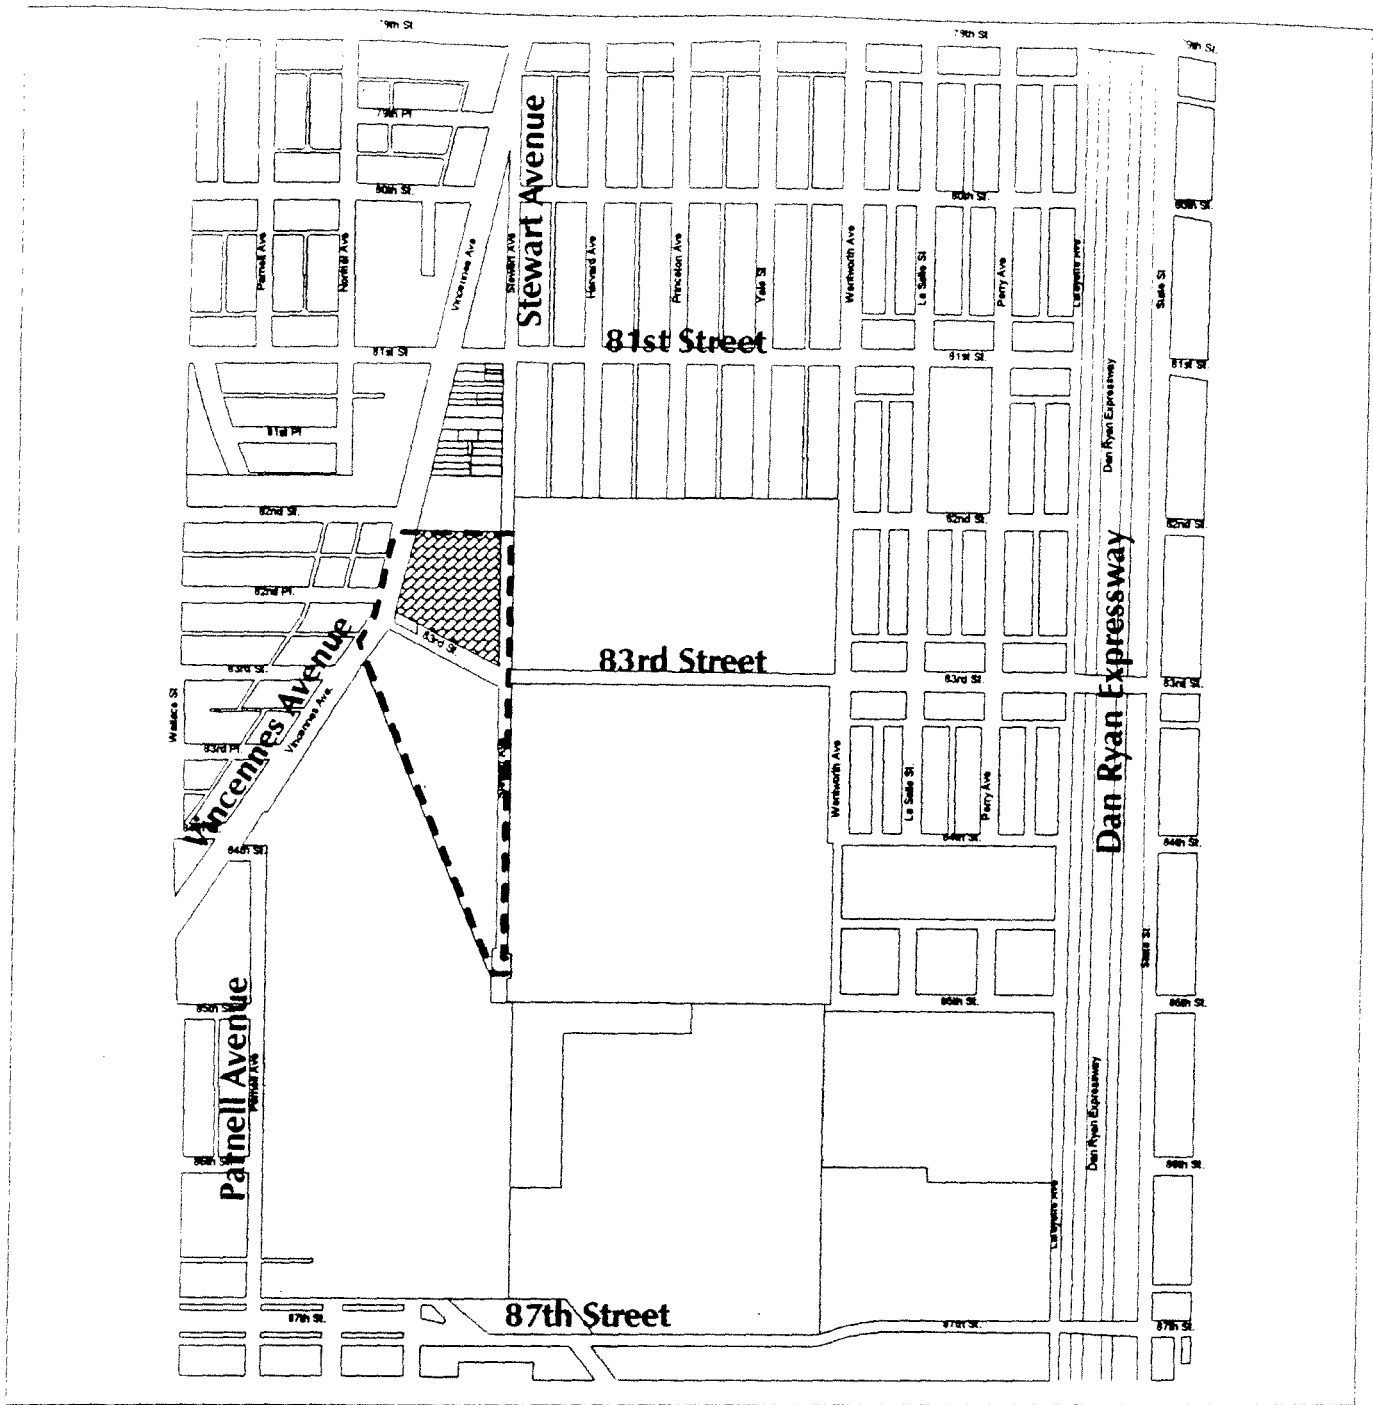 79th St
79th St
79th Pl
80th St.
80th St.
80th St.
Stewart Avenue
Parnell Ave
Normal Ave
Vincennes Ave
Stewart Ave
Harvard Ave
Princeton Ave
Yale St
Wentworth Ave
La Salle St
Perry Ave
Lafayette Ave
State St
81st Street
81st St
81st St.
81st St.
81st Pl
Dan Ryan Expressway
82nd St.
82nd St.
82nd St.
82nd Pl.
Vincennes Avenue
83rd St
83rd Street
83rd St.
83rd St.
83rd St.
Dan Ryan Expressway
Wallace St
Vincennes Ave.
83rd Pl.
Wentworth Ave
La Salle St.
Perry Ave
84th St.
84th St.
84th St.
State St
Parnell Avenue
85th St
85th St.
85th St.
Parnell Ave
Dan Ryan Expressway
86th St
86th St.
Lafayette Ave
87th Street
87th St.
87th St.
87th St.